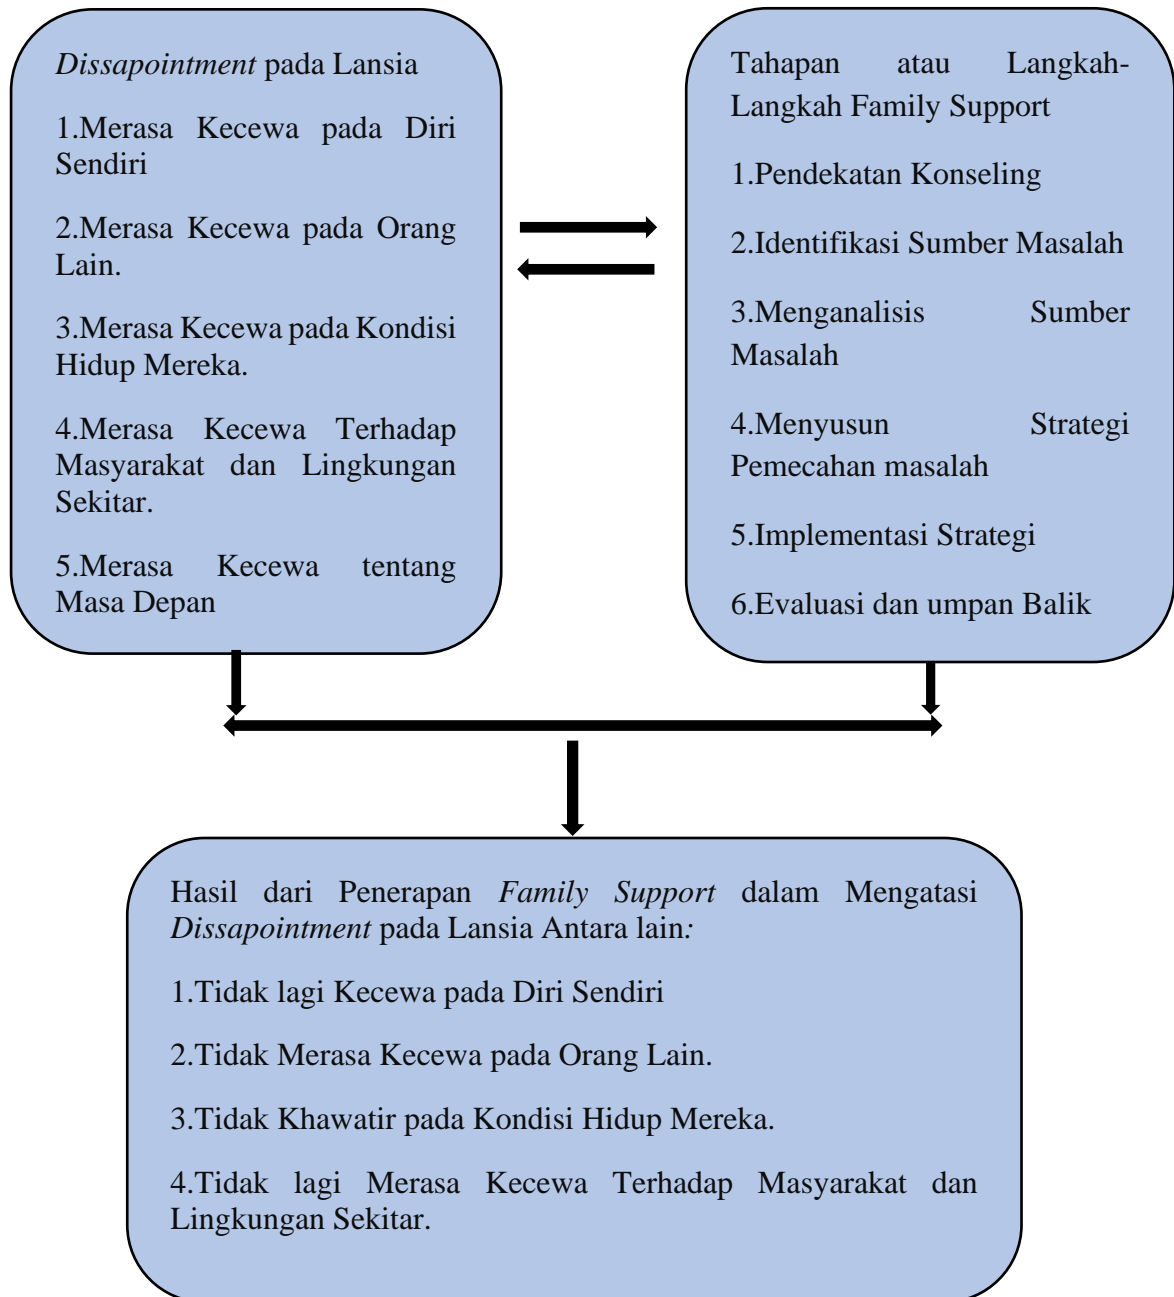 Dissapointment pada Lansia
1.Merasa Kecewa pada Diri
Sendiri
2.Merasa Kecewa pada Orang
Lain.
3.Merasa Kecewa pada Kondisi
Hidup Mereka.
4.Merasa Kecewa Terhadap
Masyarakat dan Lingkungan
Sekitar.
5.Merasa Kecewa tentang
Masa Depan
Tahapan atau Langkah-
Langkah Family Support
1.Pendekatan Konseling
2.Identifikasi Sumber Masalah
3.Menganalisis Sumber
Masalah
4.Menyusun Strategi
Pemecahan masalah
5.Implementasi Strategi
6.Evaluasi dan umpan Balik
Hasil dari Penerapan Family Support dalam Mengatasi
Dissapointment pada Lansia Antara lain:
1.Tidak lagi Kecewa pada Diri Sendiri
2.Tidak Merasa Kecewa pada Orang Lain.
3.Tidak Khawatir pada Kondisi Hidup Mereka.
4.Tidak lagi Merasa Kecewa Terhadap Masyarakat dan
Lingkungan Sekitar.